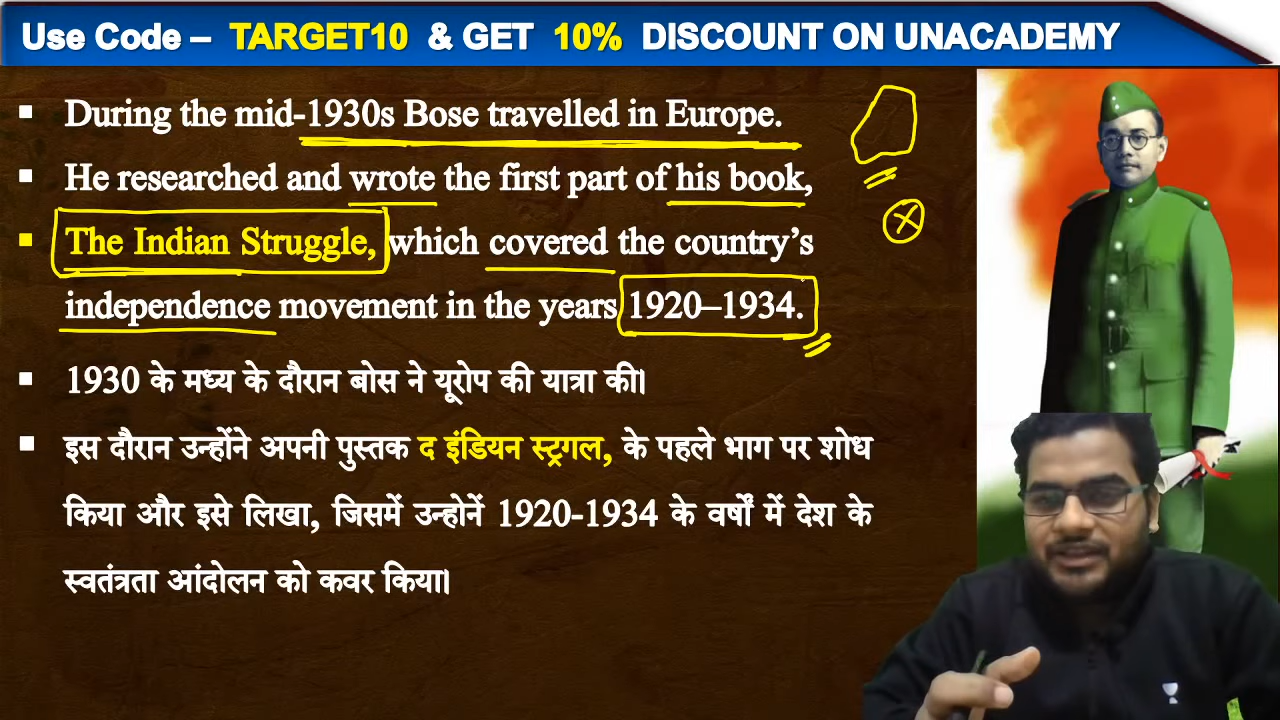 Use Code – TARGET10 & GET 10% DISCOUNT ON UNACADEMY
▪ During the mid-1930s Bose travelled in Europe.
▪ He researched and wrote the first part of his book,
▪ The Indian Struggle, which covered the country’s
independence movement in the years 1920–1934.
▪ 1930 के मध्य के दौरान बोस ने यूरोप की यात्रा की।
▪ इस दौरान उन्होंने अपनी पुस्तक द इंडियन स्ट्रगल, के पहले भाग पर शोध
किया और इसे लिखा, जिसमें उन्होनें 1920-1934 के वर्षों में देश के
स्वतंत्रता आंदोलन को कवर किया।